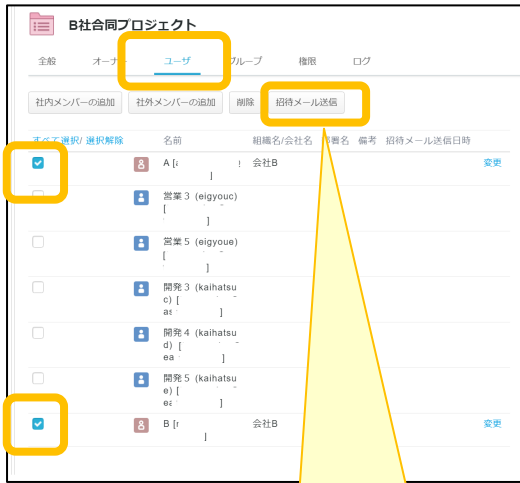 B社合同プロジェクト
全般 オーナー ユーザ グループ 権限 ログ
社内メンバーの追加 社外メンバーの追加 削除 招待メール送信
すべて選択/ 選択解除 名前 組織名/会社名 部署名 備考 招待メール送信日時
A [ 会社B 変更
]
営業3 (eigyouc)
[
]
営業5 (eigyoue)
[
]
開発3 (kaihatsu
c) [
]
開発4 (kaihatsu
d) [
ea ]
開発5 (kaihatsu
e) [
]
B [ 会社B 変更
]